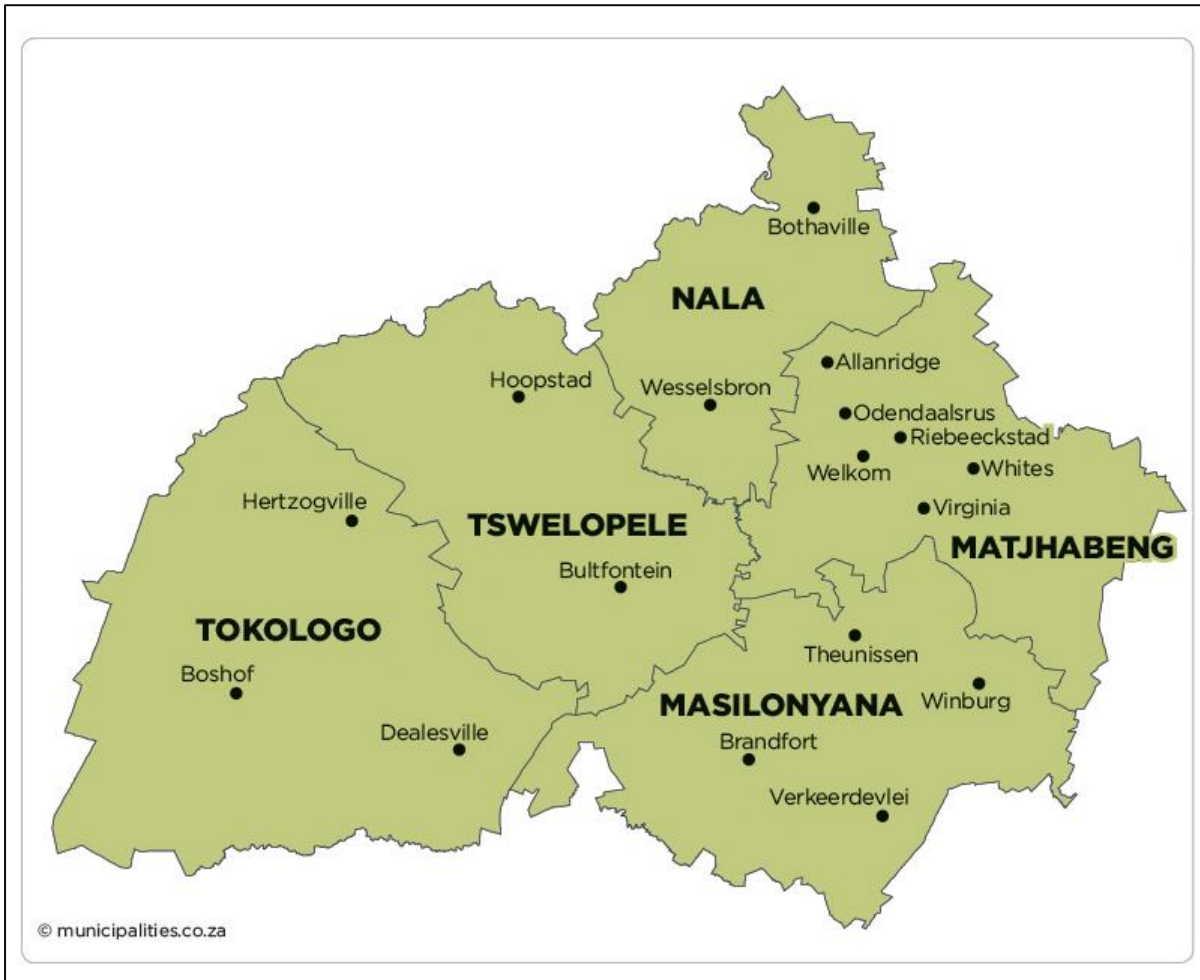 Bothaville
NALA
Allanridge
Hoopstad
Wesselsbron
Odendaalsrus
Riebeeckstad
Welkom
Whites
Hertzogville
Virginia
TSWELOPELE
MATJHABENG
Bultfontein
TOKOLOGO
Theunissen
Boshof
Winburg
MASILONYANA
Dealesville
Brandfort
Verkeerdevlei
© municipalities.co.za